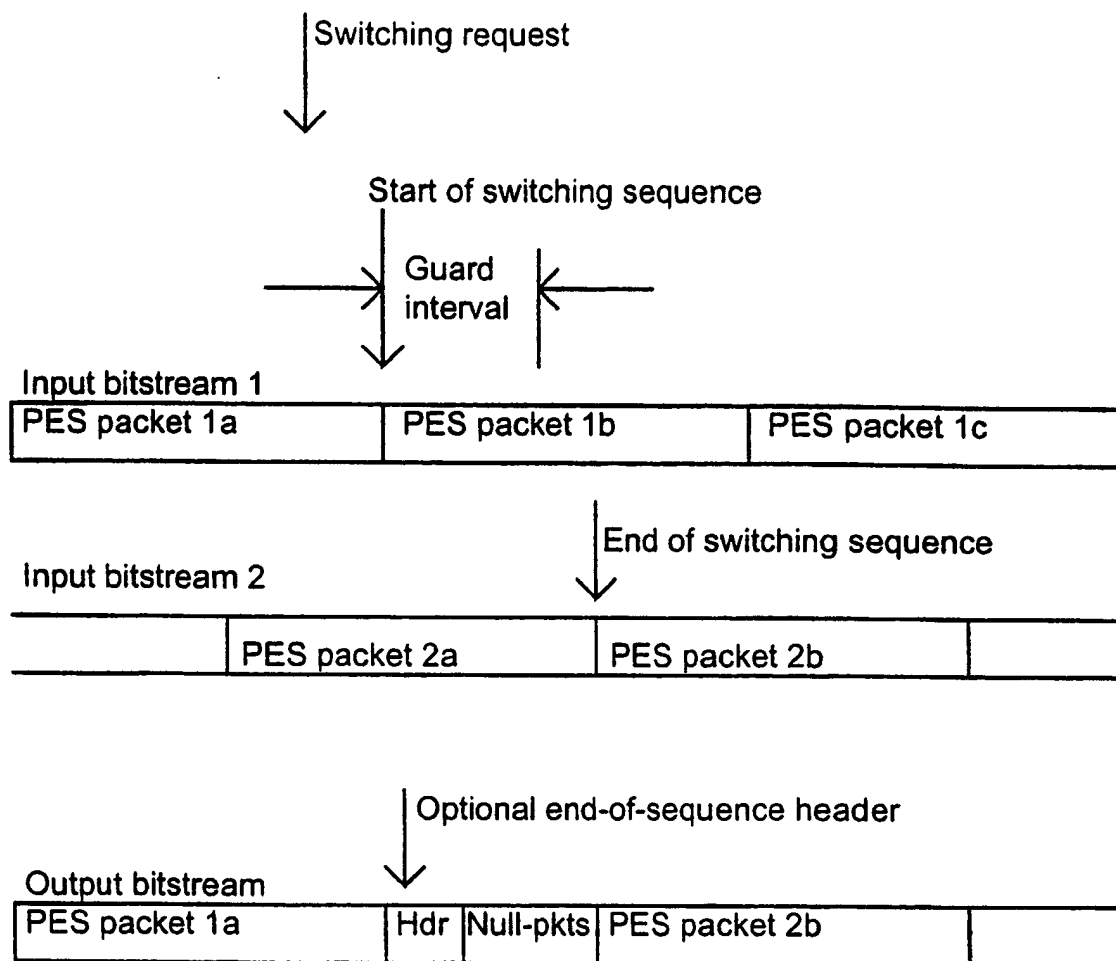 Switching request
Start of switching sequence
Guard
interval
Input bitstream 1
PES packet 1a
PES packet 1b
PES packet 1c
End of switching sequence
Input bitstream 2
PES packet 2a
PES packet 2b
Optional end-of-sequence header
Output bitstream
PES packet 1a
Hdr
Null-pkts
PES packet 2b